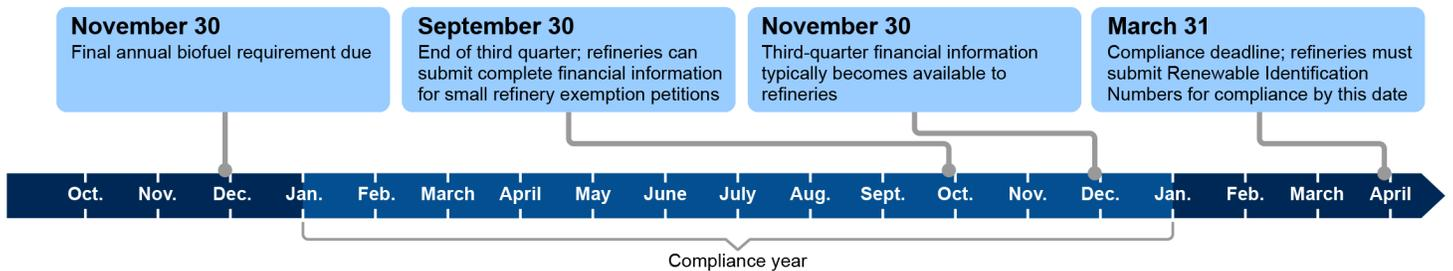 November 30
Final annual biofuel requirement due
September 30
End of third quarter; refineries can
submit complete financial information
for small refinery exemption petitions
November 30
Third-quarter financial information
typically becomes available to
refineries
March 31
Compliance deadline; refineries must
submit Renewable Identification
Numbers for compliance by this date
Oct. Nov. Dec. Jan. Feb. March April May June July Aug. Sept. Oct. Nov. Dec. Jan. Feb. March April
Compliance year